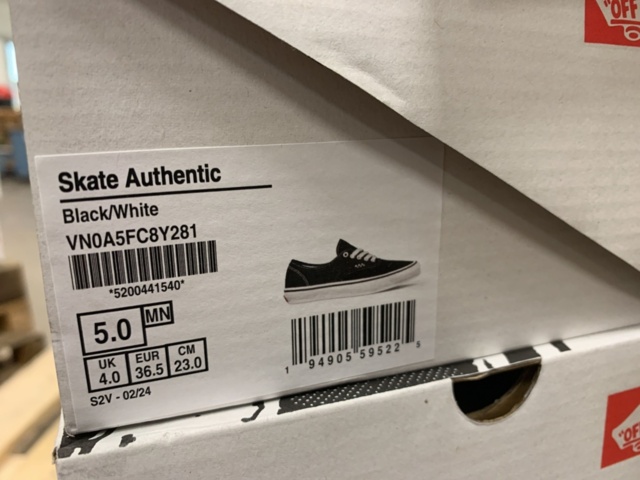 "OFF
Skate Authentic
Black/White
VN0A5FC8Y281
*5200441540*
5.0 MN
UK EUR CM
4.0 36.5 23.0
S2V - 02/24
1 94905 59522 5
"OF